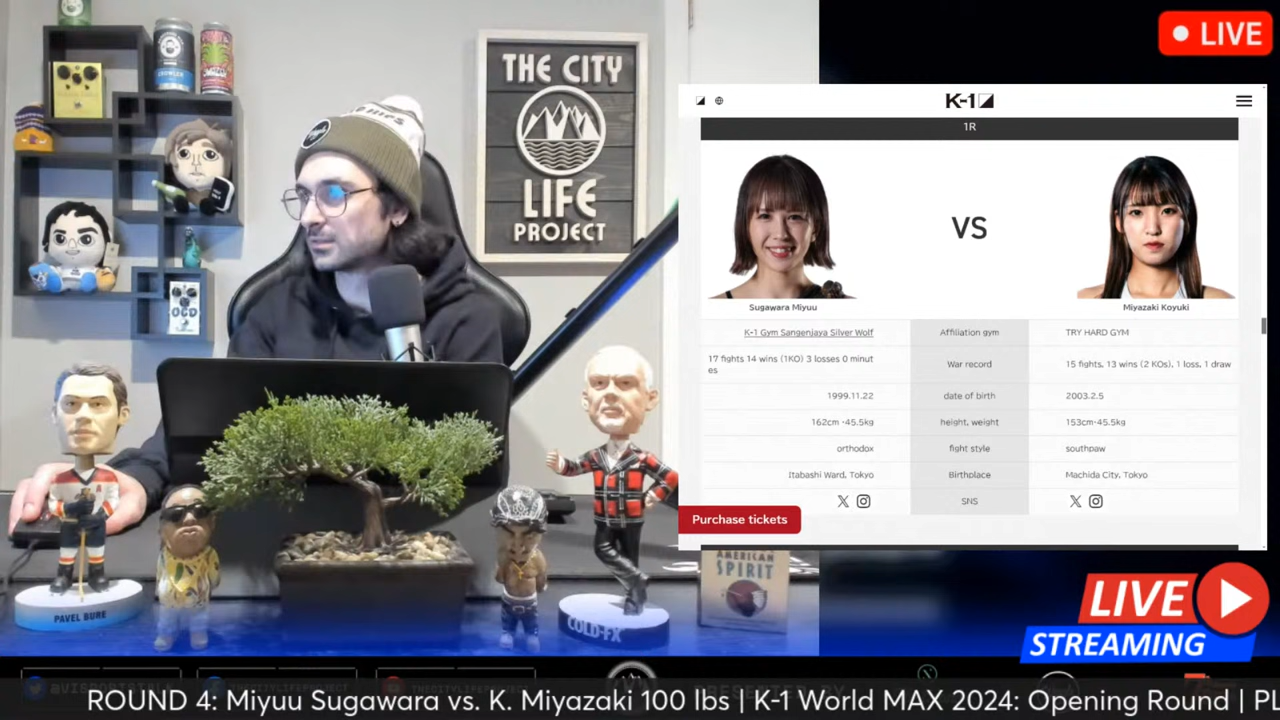 LIVE
THE CITY
LIFE
PROJECT
OCD
PAVEL BURE
COLD-FX
AMERICAN
SPIRIT
K-1
1R
VS
Sugawara Miyuu
Miyazaki Koyuki
K-1 Gym Sangenjaya Silver Wolf
Affiliation gym
TRY HARD GYM
17 fights 14 wins (1KO) 3 losses 0 minut
es
War record
15 fights, 13 wins (2 KOs), 1 loss, 1 draw
1999.11.22
date of birth
2003.2.5
162cm -45.5kg
height, weight
153cm-45.5kg
orthodox
fight style
southpaw
Itabashi Ward, Tokyo
Birthplace
Machida City, Tokyo
SNS
Purchase tickets
LIVE
STREAMING
ROUND 4: Miyuu Sugawara vs. K. Miyazaki 100 lbs | K-1 World MAX 2024: Opening Round | PL